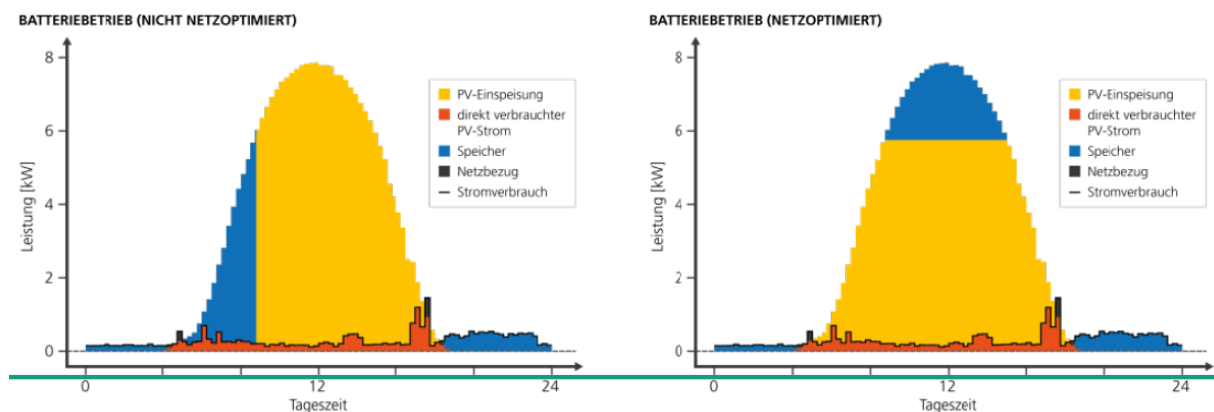 BATTERIEBETRIEB (NICHT NETZOPTIMIERT)
8
6
4
2
0
Leistung [kW]
PV-Einspeisung
direkt verbrauchter
PV-Strom
Speicher
Netzbezug
Stromverbrauch
0
12
24
Tageszeit
BATTERIEBETRIEB (NETZOPTIMIERT)
8
6
4
2
0
Leistung [kW]
PV-Einspeisung
direkt verbrauchter
PV-Strom
Speicher
Netzbezug
Stromverbrauch
0
12
24
Tageszeit